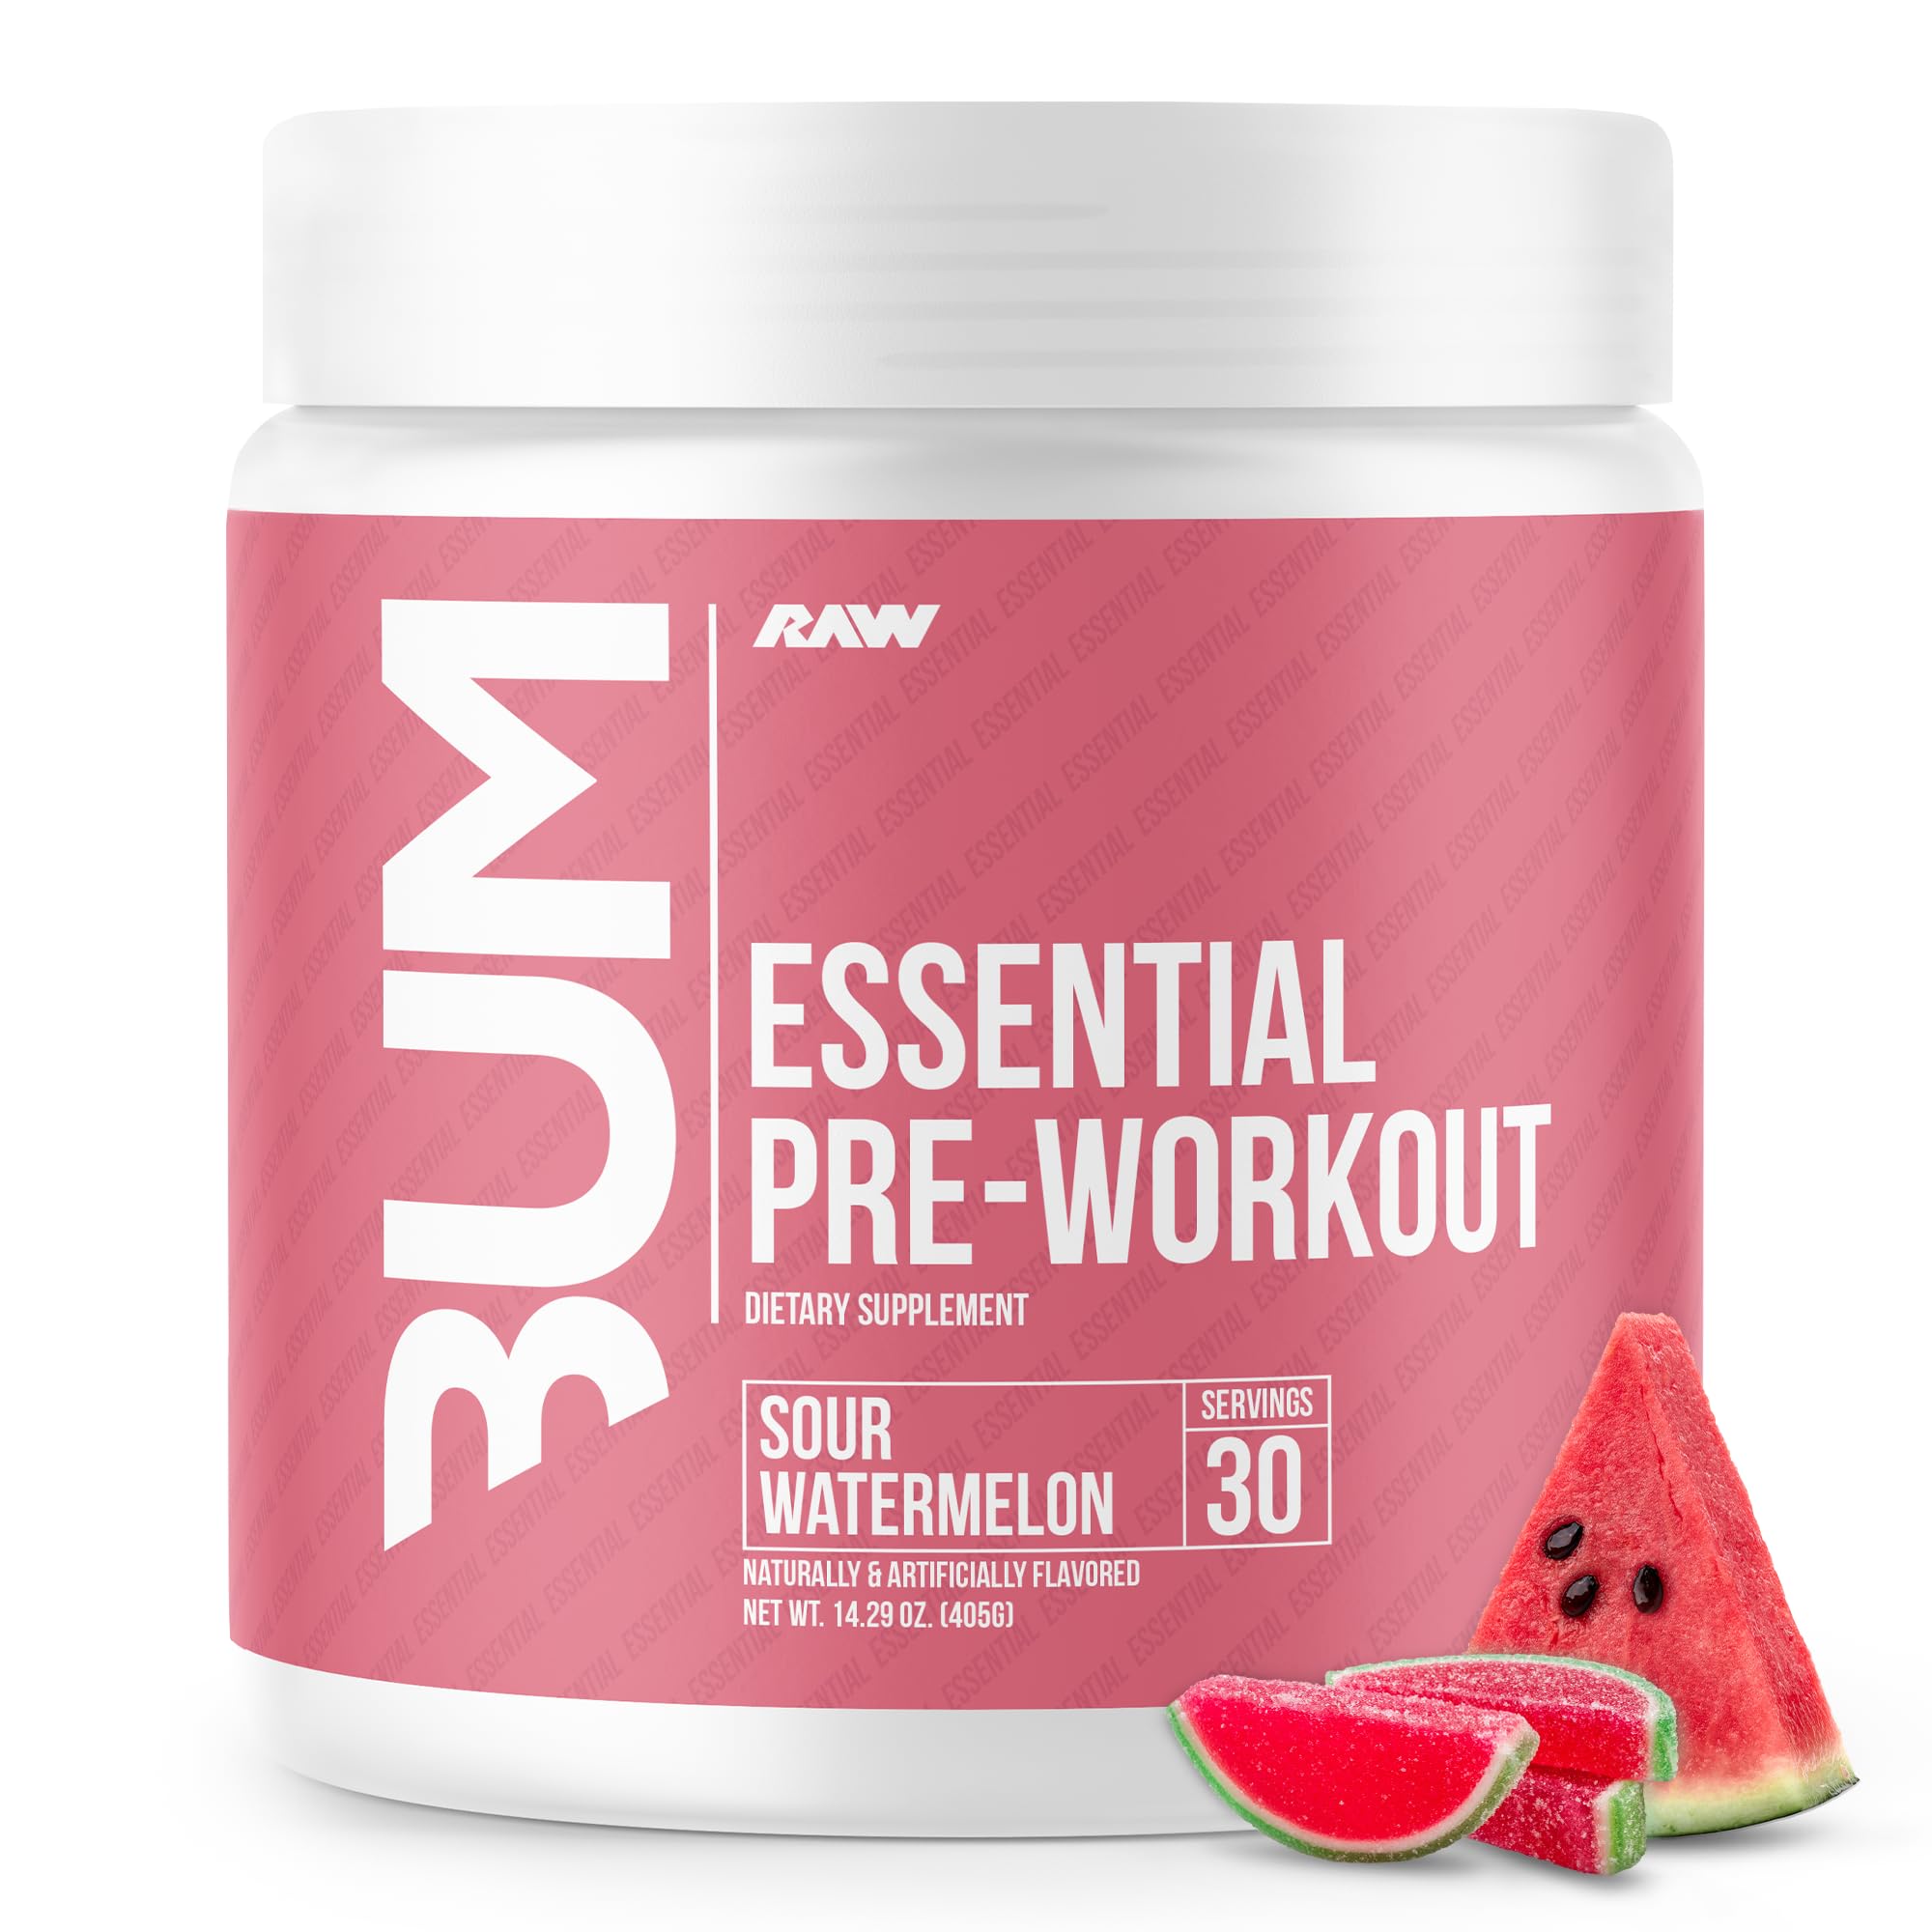 BUM
RAW
ESSENTIAL
PRE-WORKOUT
DIETARY SUPPLEMENT
SOUR
WATERMELON
SERVINGS
30
NATURALLY & ARTIFICIALLY FLAVORED
NET WT. 14.29 OZ. (405G)